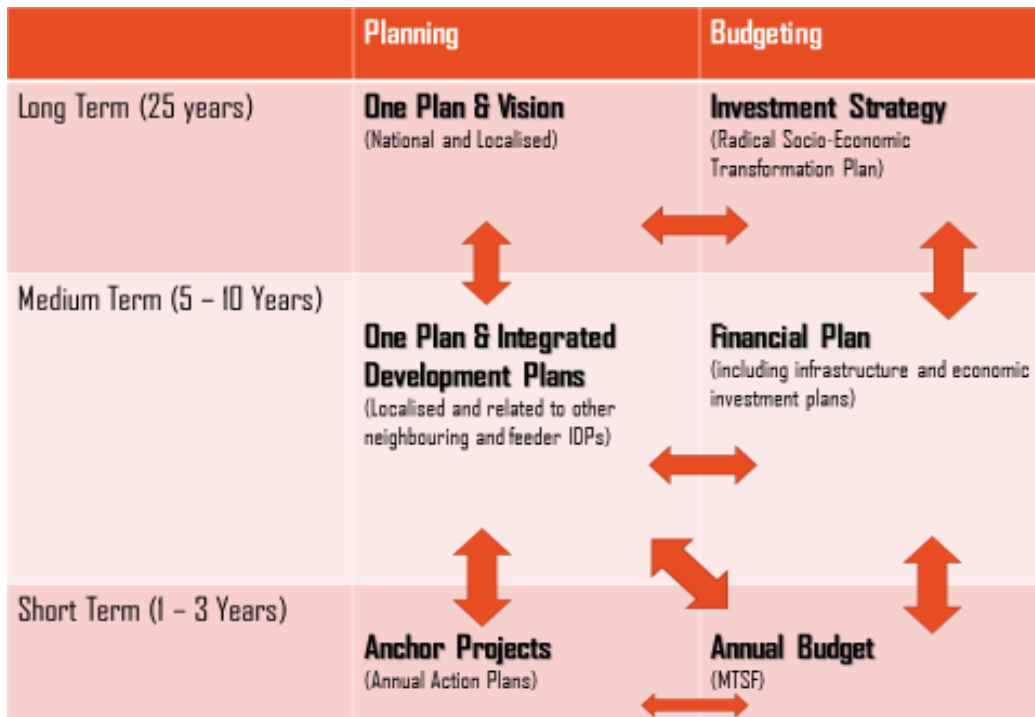 Planning
Budgeting
Long Term (25 years)
One Plan & Vision
(National and Localised)
Investment Strategy
(Radical Socio-Economic
Transformation Plan)
Medium Term (5 – 10 Years)
One Plan & Integrated
Development Plans
(Localised and related to other
neighbouring and feeder IDPs)
Financial Plan
(including infrastructure and economic
investment plans)
Short Term (1 – 3 Years)
Anchor Projects
(Annual Action Plans)
Annual Budget
(MTSF)